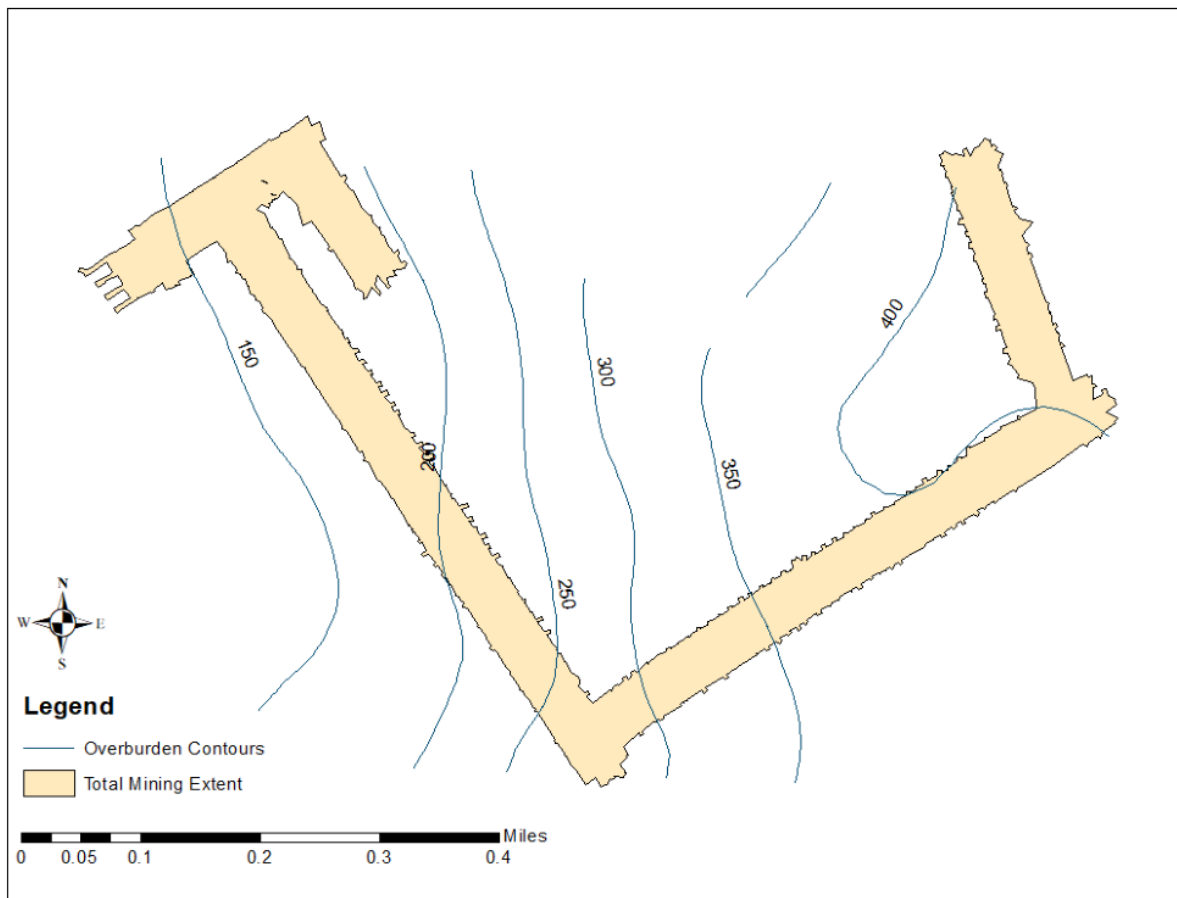 400
150
300
200
350
250
N
W E
S
Legend
Overburden Contours
Total Mining Extent
Miles
0 0.05 0.1 0.2 0.3 0.4